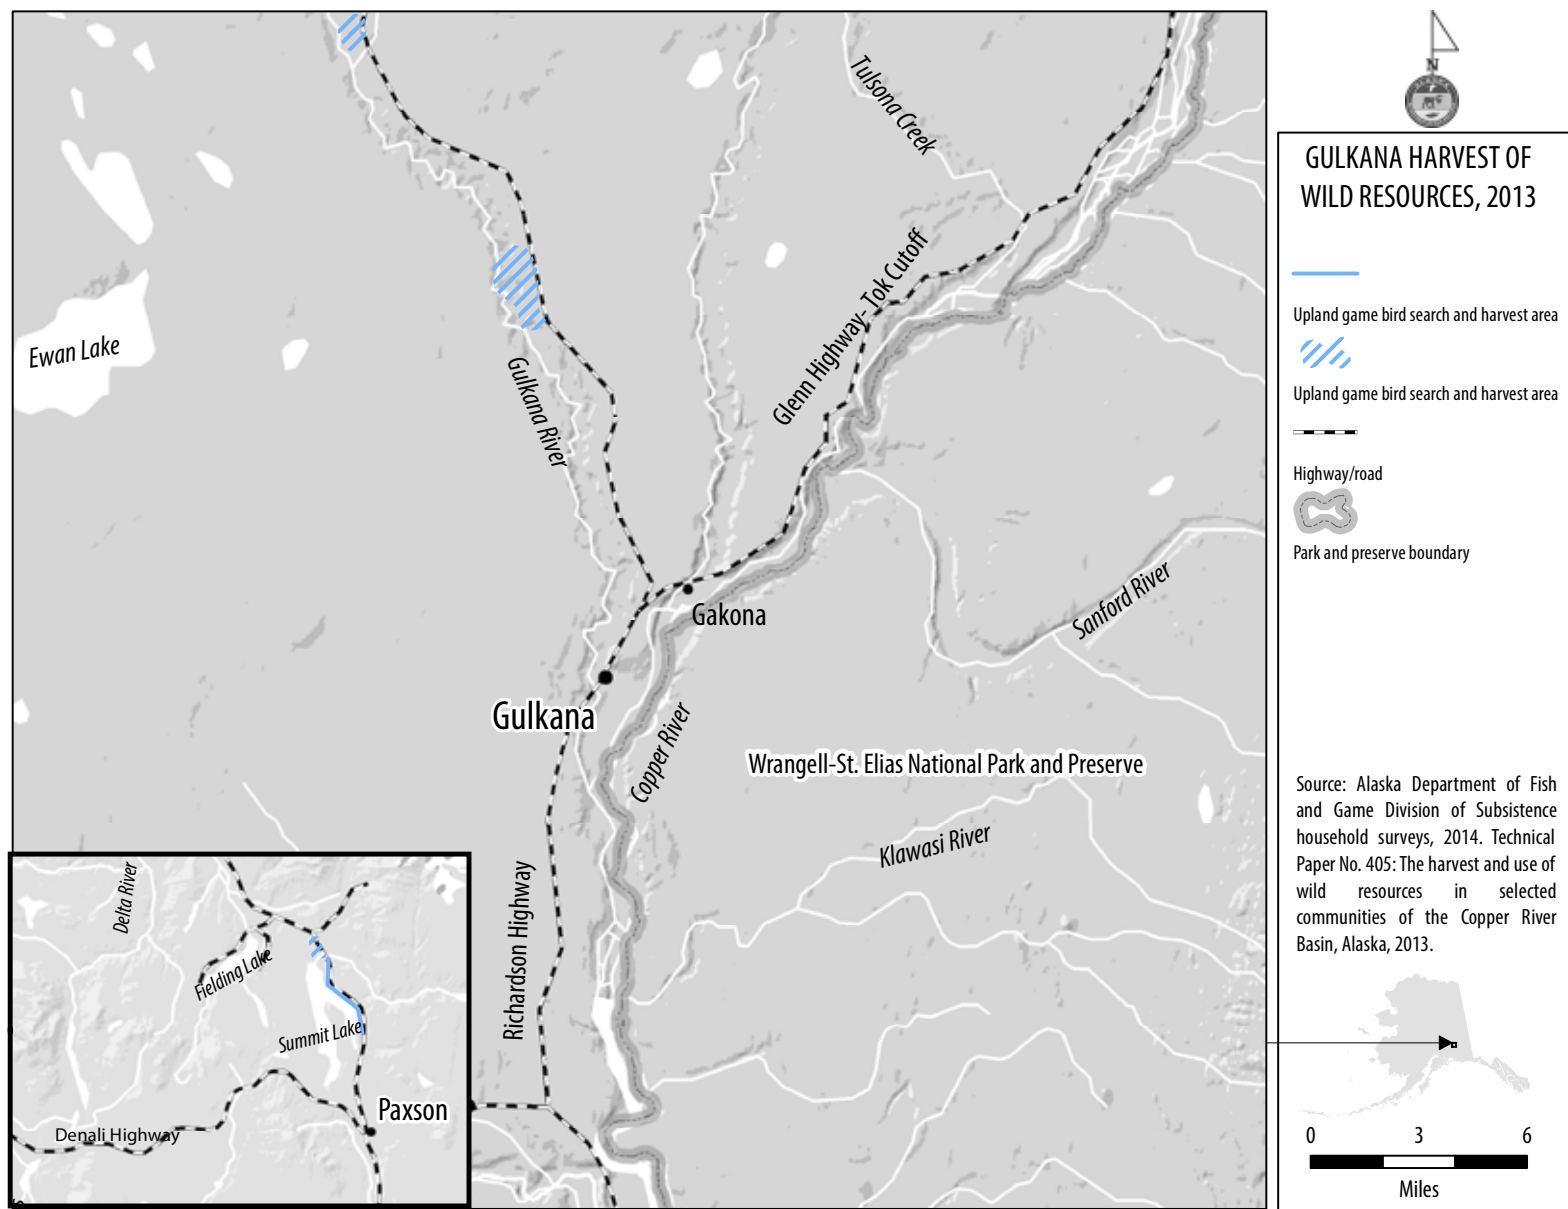 N
GULKANA HARVEST OF
WILD RESOURCES, 2013
Upland game bird search and harvest area
Upland game bird search and harvest area
Highway/road
Park and preserve boundary
Source: Alaska Department of Fish
and Game Division of Subsistence
household surveys, 2014. Technical
Paper No. 405: The harvest and use of
wild resources in selected
communities of the Copper River
Basin, Alaska, 2013.
0 3 6
Miles
Tulsona Creek
Glenn Highway- Tok Cutoff
Ewan Lake
Gulkana River
Gakona
Sanford River
Gulkana
Copper River
Wrangell-St. Elias National Park and Preserve
Klawasi River
Richardson Highway
Delta River
Fielding Lake
Summit Lake
Paxson
Denali Highway